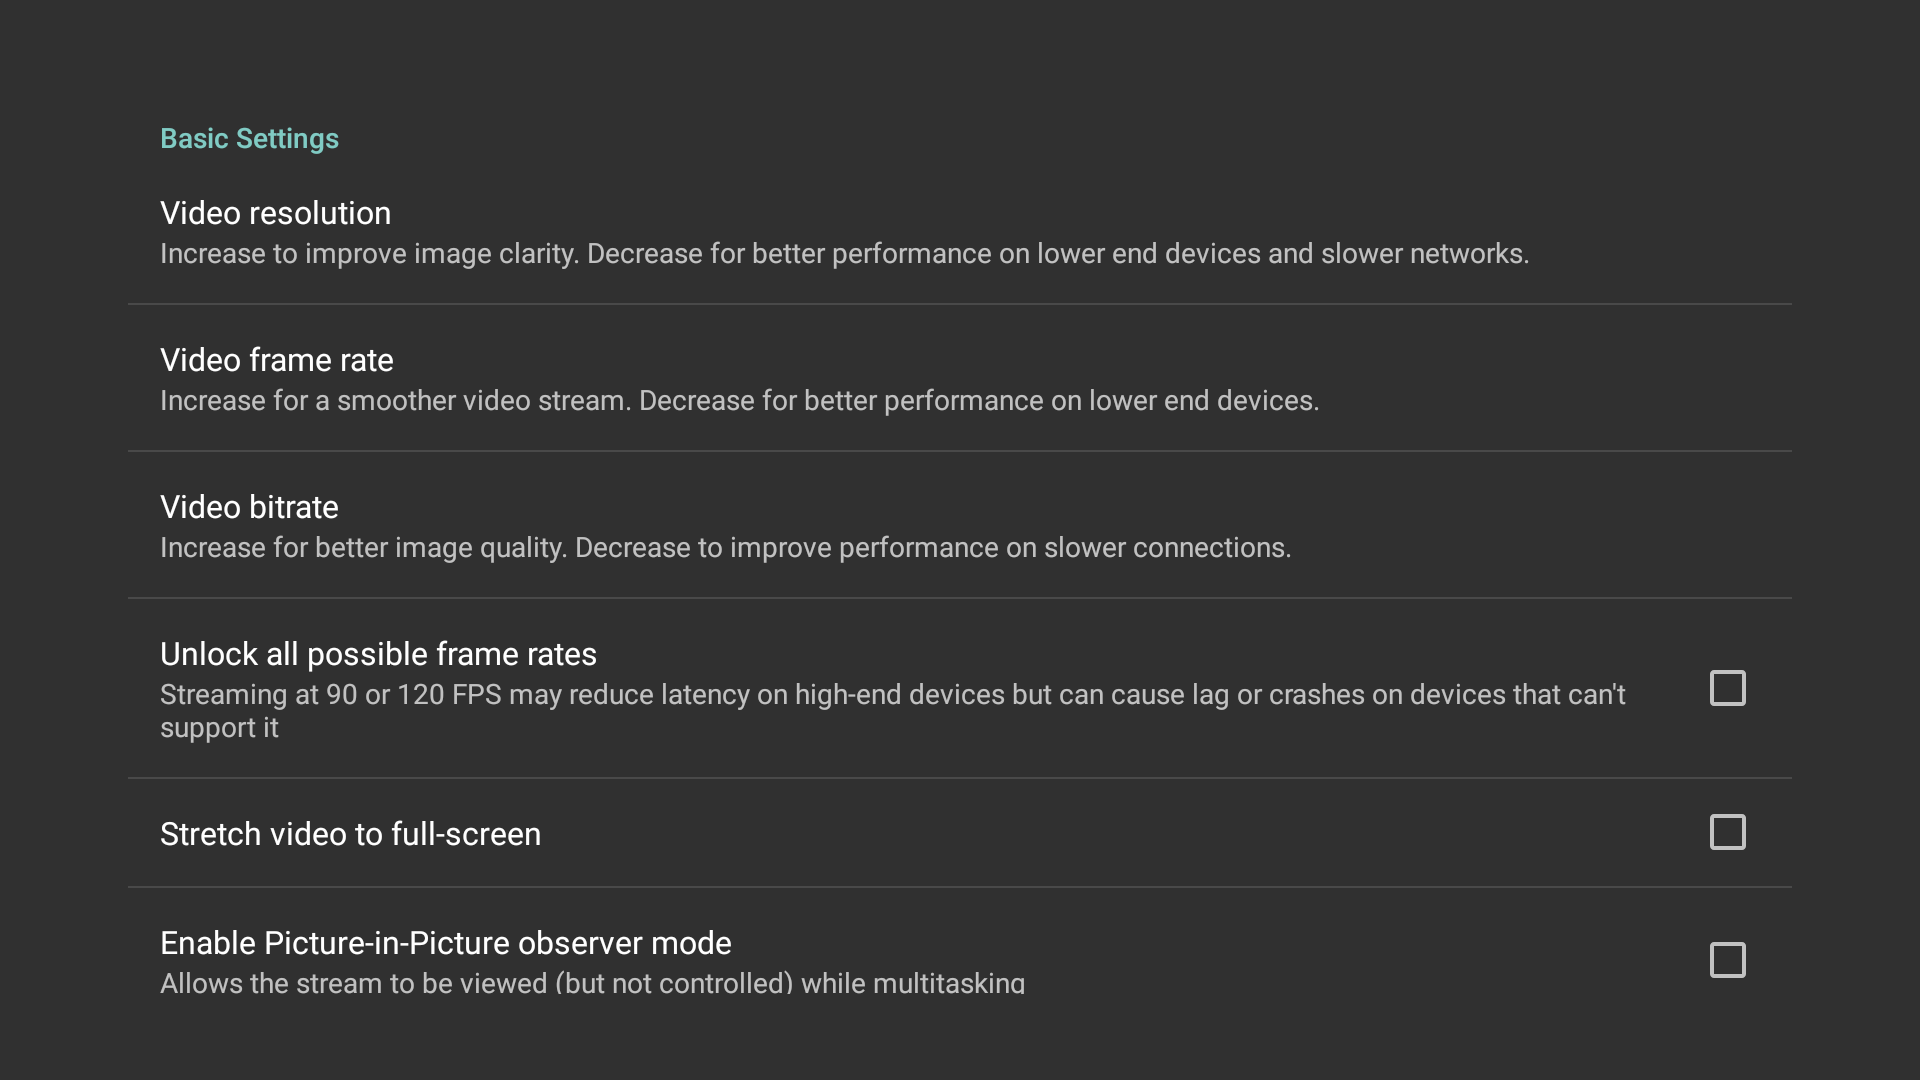 Basic Settings
Video resolution
Increase to improve image clarity. Decrease for better performance on lower end devices and slower networks.
Video frame rate
Increase for a smoother video stream. Decrease for better performance on lower end devices.
Video bitrate
Increase for better image quality. Decrease to improve performance on slower connections.
Unlock all possible frame rates
Streaming at 90 or 120 FPS may reduce latency on high-end devices but can cause lag or crashes on devices that can't
support it
Stretch video to full-screen
Enable Picture-in-Picture observer mode
Allows the stream to be viewed (but not controlled) while multitasking